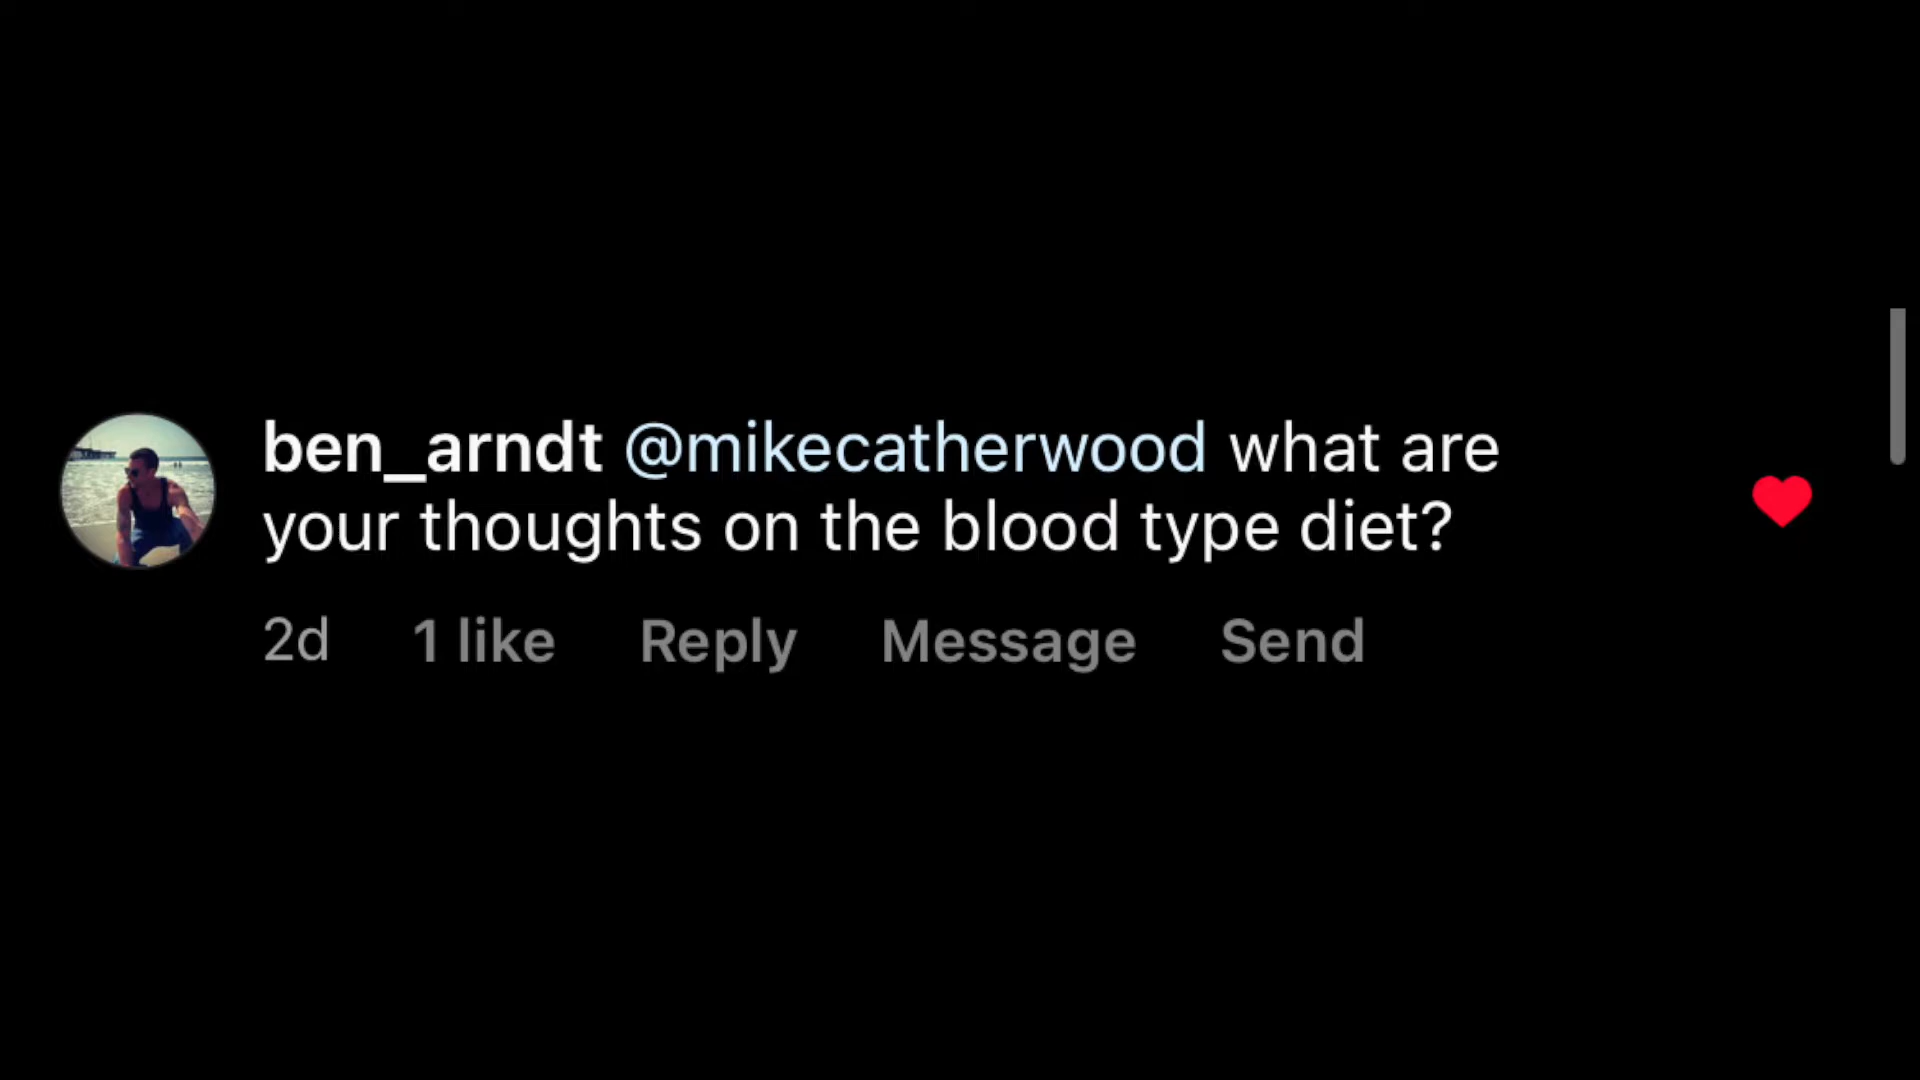 ben_arndt @mikecatherwood what are
your thoughts on the blood type diet?
2d 1 like Reply Message Send